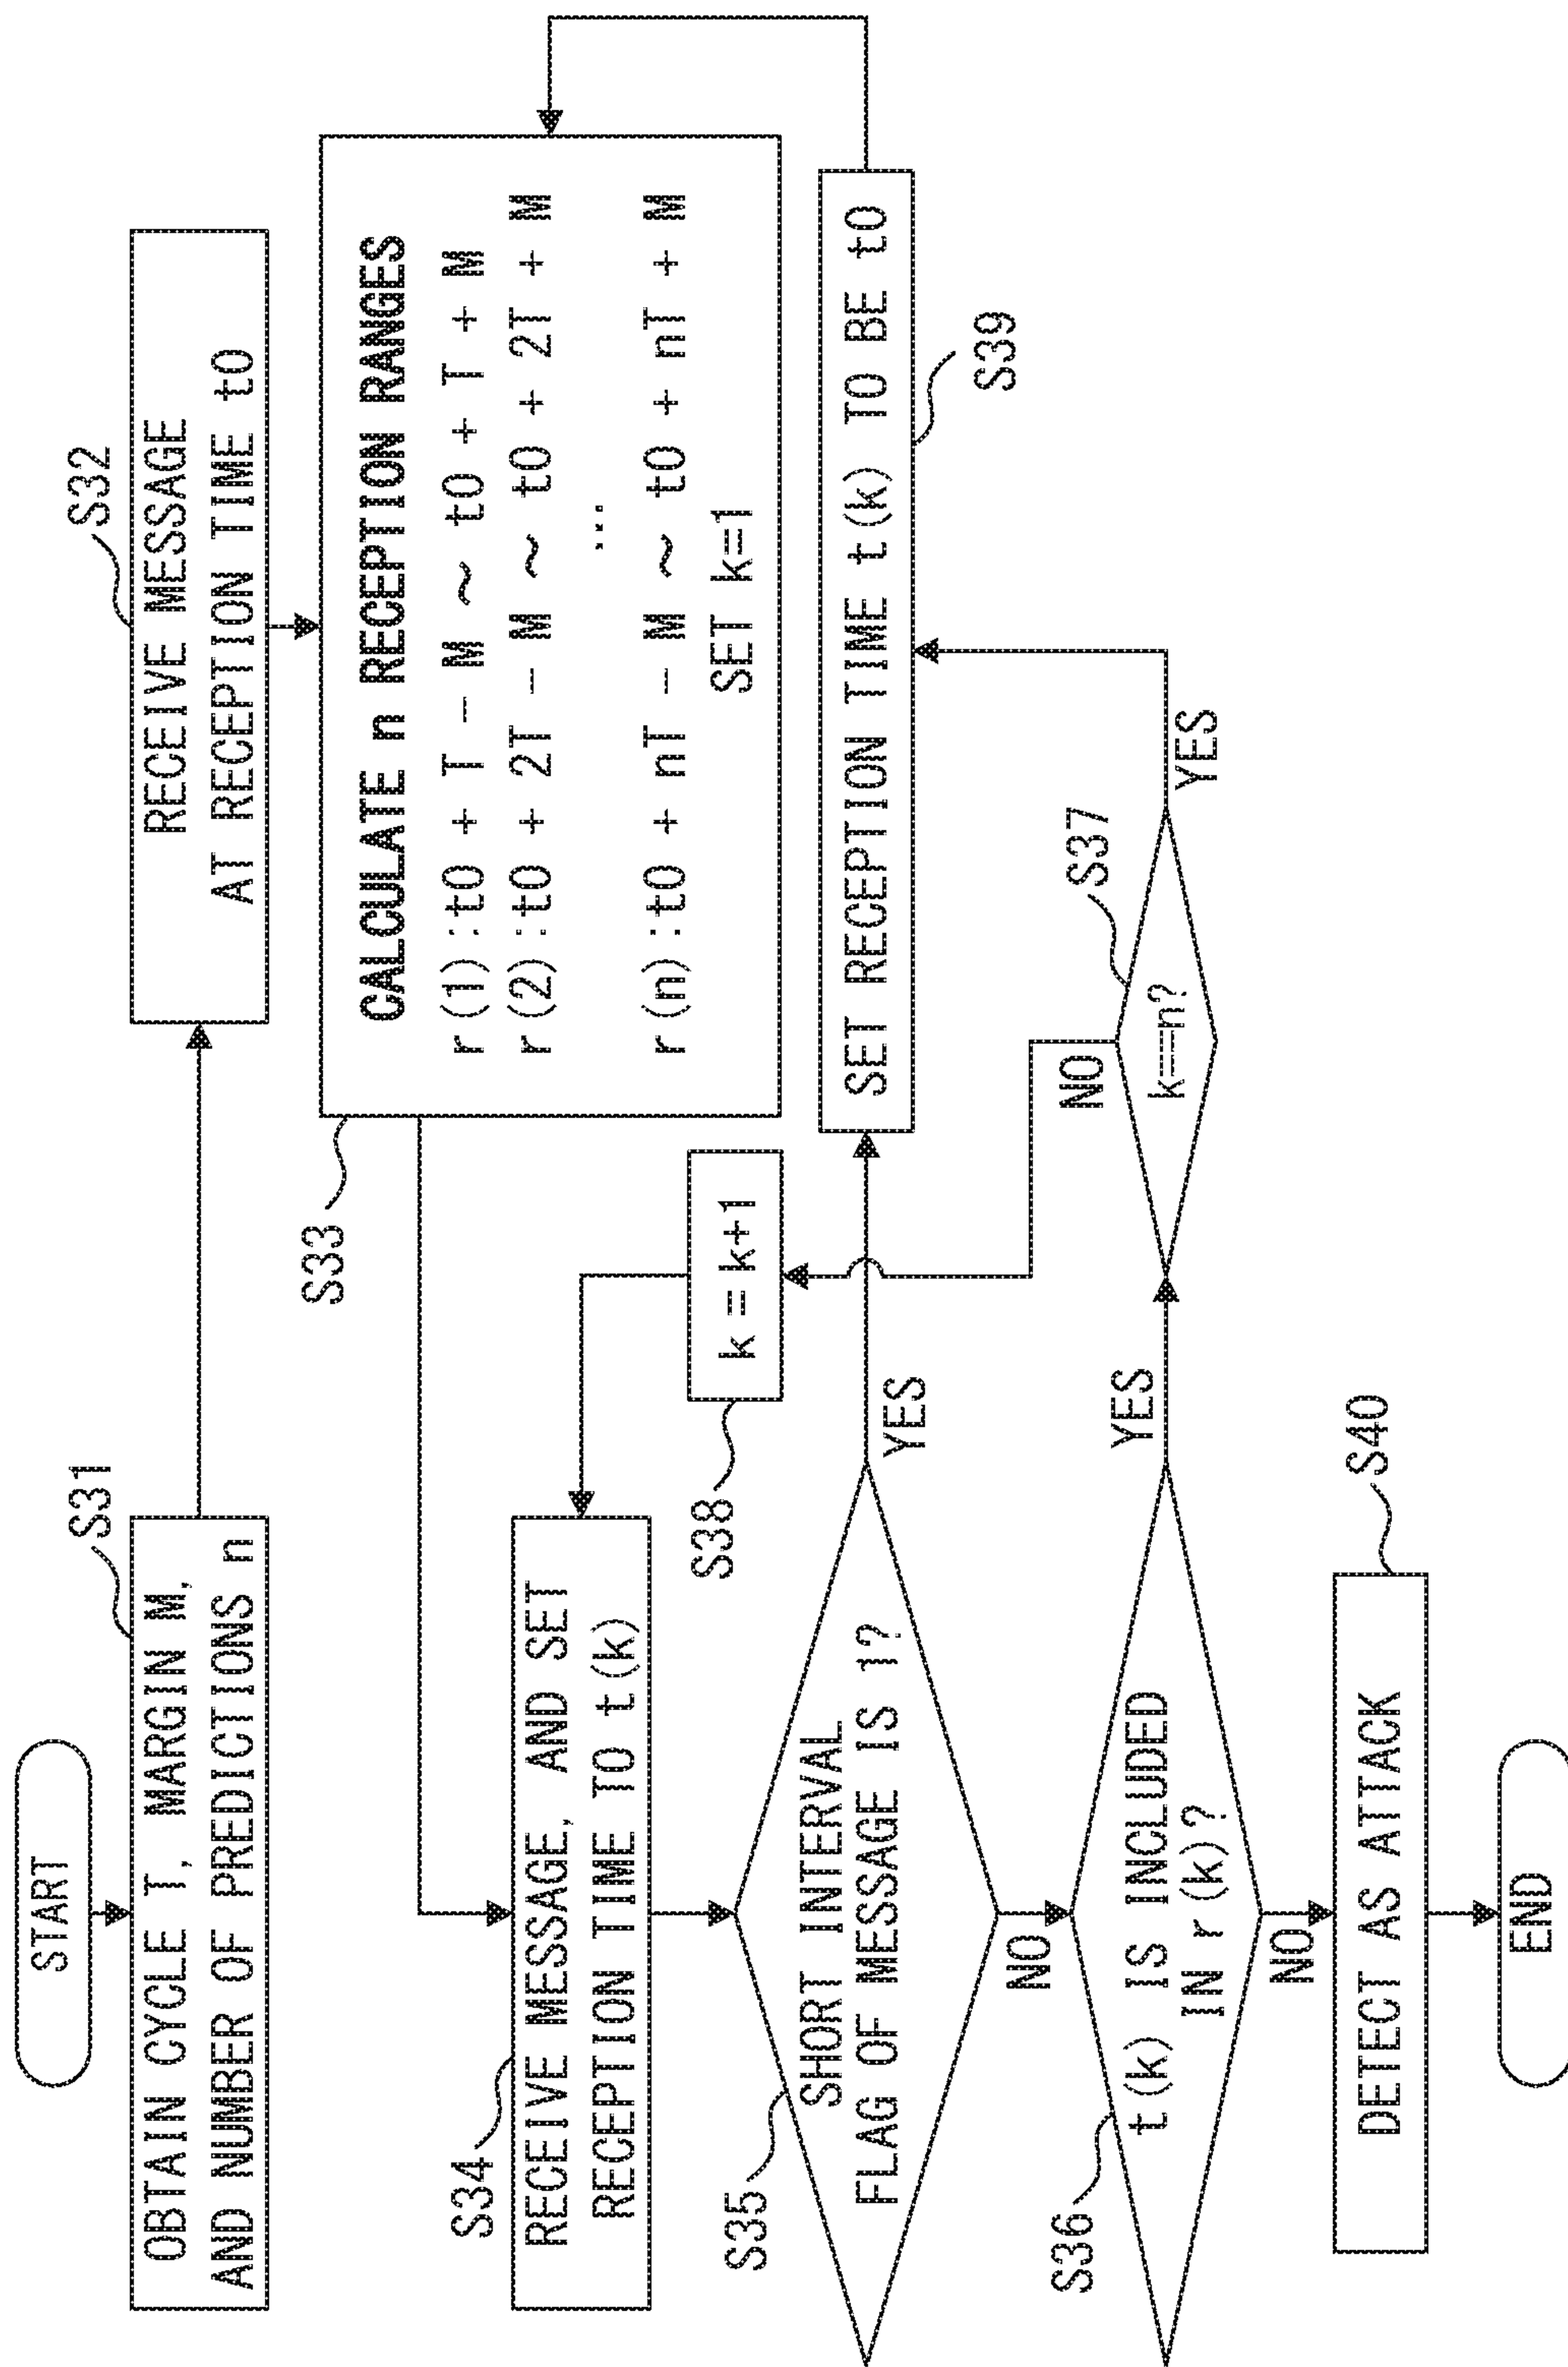 START
S31
OBTAIN CYCLE T, MARGIN M,
AND NUMBER OF PREDICTIONS n
S32
RECEIVE MESSAGE
AT RECEPTION TIME t0
S33
CALCULATE n RECEPTION RANGES
r(1):t0 + T - M ~ t0 + T + M
r(2):t0 + 2T - M ~ t0 + 2T + M
...
r(n):t0 + nT - M ~ t0 + nT + M
SET k=1
S34
RECEIVE MESSAGE, AND SET
RECEPTION TIME TO t(k)
S35
SHORT INTERVAL
FLAG OF MESSAGE IS 1?
YES
NO
S36
t(k) IS INCLUDED
IN r(k)?
YES
NO
S37
k==n?
YES
NO
S38
k = k+1
S39
SET RECEPTION TIME t(k) TO BE t0
S40
DETECT AS ATTACK
END